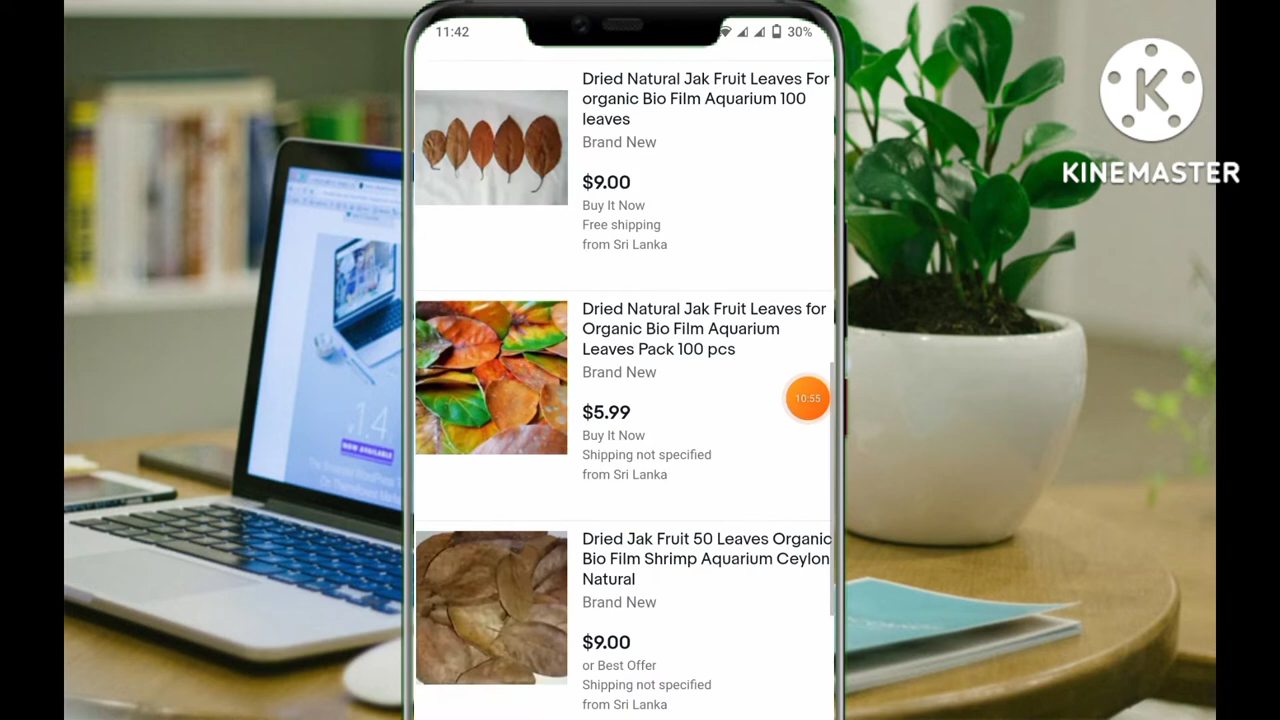 11:42
30%
Dried Natural Jak Fruit Leaves For
organic Bio Film Aquarium 100
leaves
Brand New
$9.00
Buy It Now
Free shipping
from Sri Lanka
Dried Natural Jak Fruit Leaves for
Organic Bio Film Aquarium
Leaves Pack 100 pcs
Brand New
$5.99
Buy It Now
Shipping not specified
from Sri Lanka
10:55
Dried Jak Fruit 50 Leaves Organic
Bio Film Shrimp Aquarium Ceylon
Natural
Brand New
$9.00
or Best Offer
Shipping not specified
from Sri Lanka
K
KINEMASTER
v1.4
NOW AVAILABLE